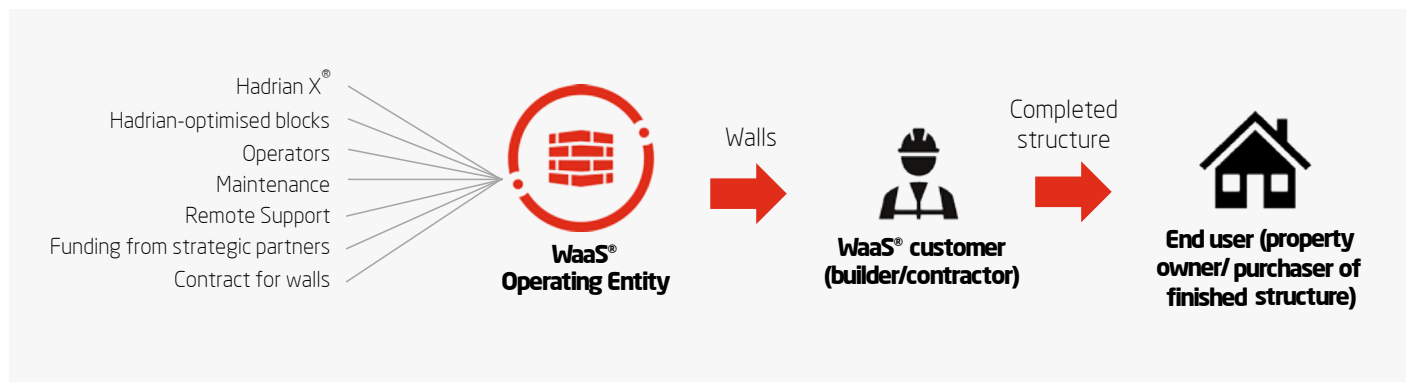 Hadrian X®
Hadrian-optimised blocks
Operators
Maintenance
Remote Support
Funding from strategic partners
Contract for walls
WaaS®
Operating Entity
Walls
WaaS® customer
(builder/contractor)
Completed
structure
End user (property
owner/ purchaser of
finished structure)